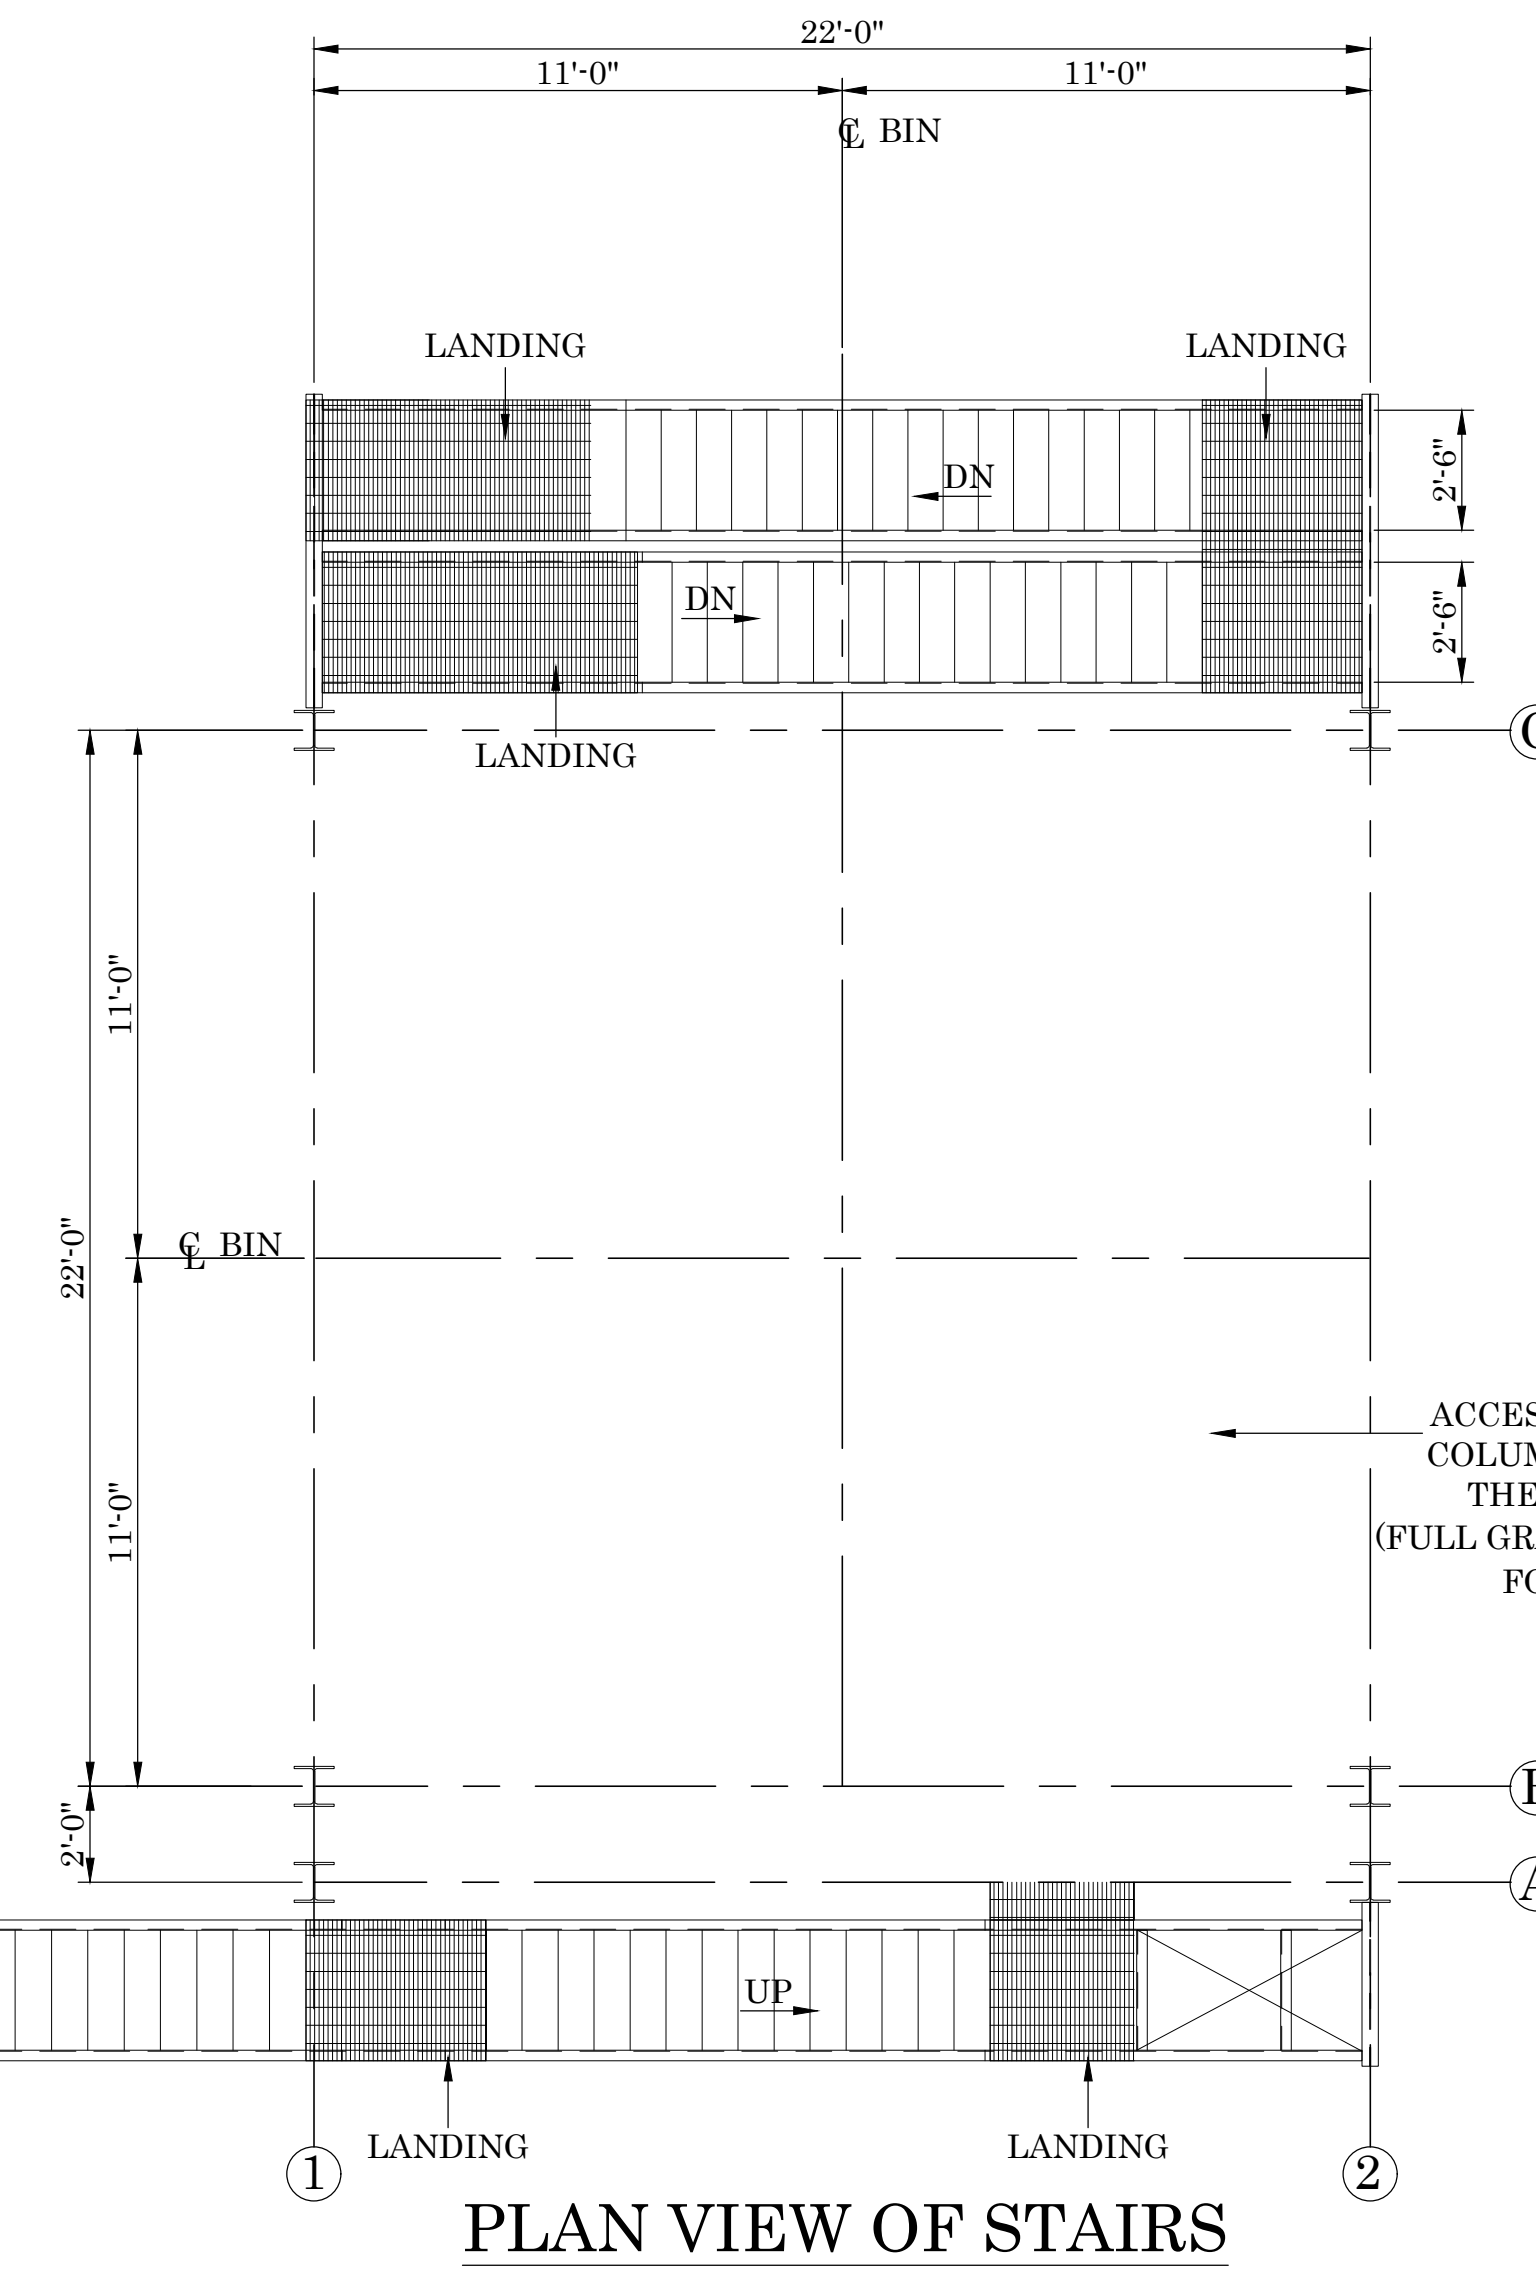 22'-0"
11'-0" 11'-0"
℄ BIN
LANDING LANDING
DN
2'-6"
DN
2'-6"
LANDING
11'-0"
22'-0"
℄ BIN
11'-0"
(FULL
2'-0"
A
UP
LANDING LANDING
1 2
PLAN VIEW OF STAIRS